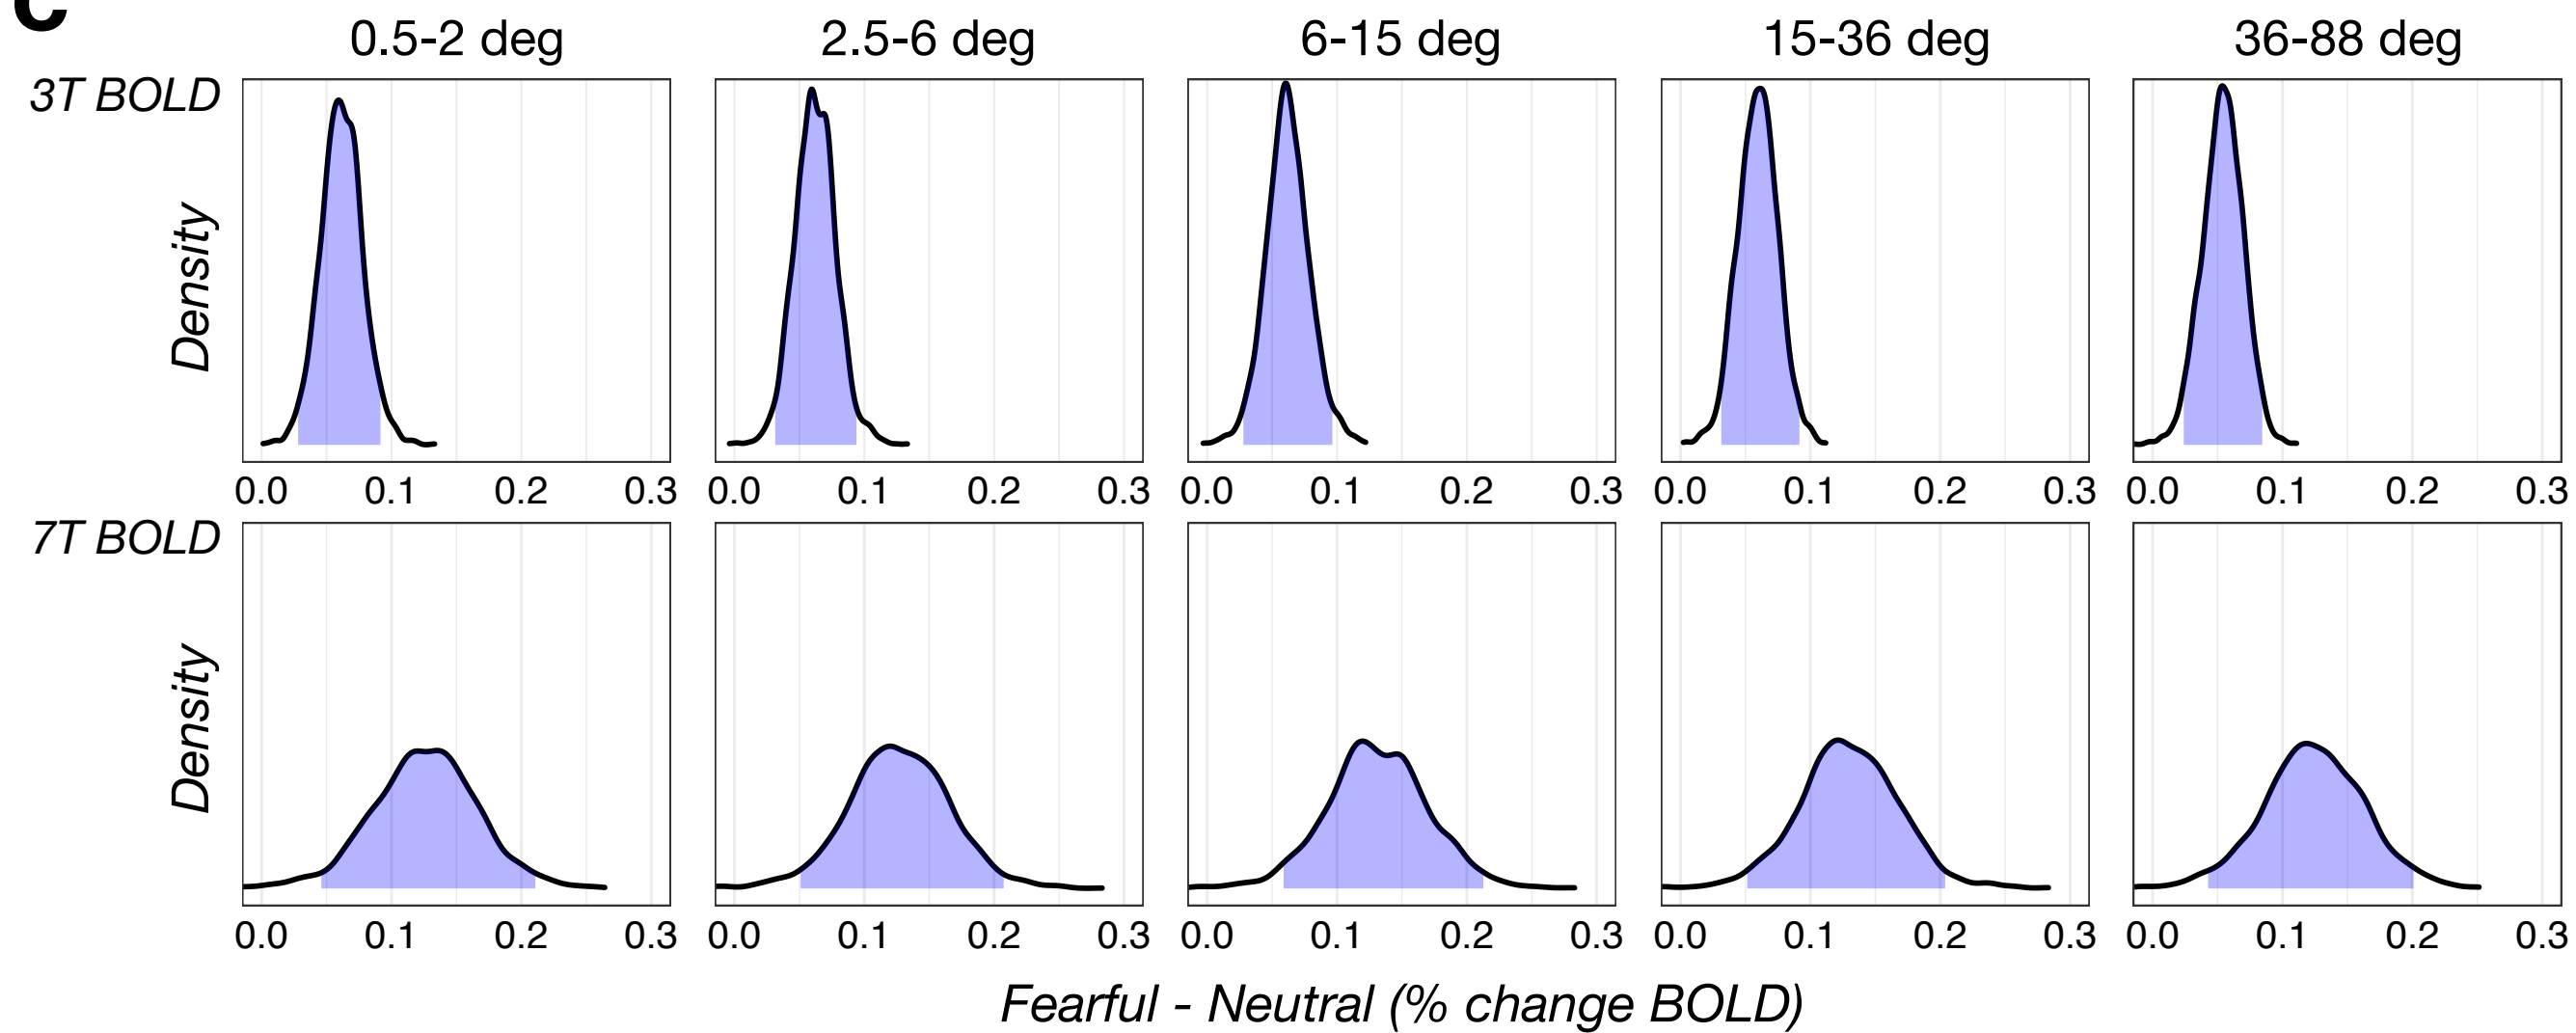 c
0.5-2 deg 2.5-6 deg 6-15 deg 15-36 deg 36-88 deg
3T BOLD
Density
0.0 0.1 0.2 0.3 0.0 0.1 0.2 0.3 0.0 0.1 0.2 0.3 0.0 0.1 0.2 0.3 0.0 0.1 0.2 0.3
7T BOLD
Density
0.0 0.1 0.2 0.3 0.0 0.1 0.2 0.3 0.0 0.1 0.2 0.3 0.0 0.1 0.2 0.3 0.0 0.1 0.2 0.3
Fearful - Neutral (% change BOLD)